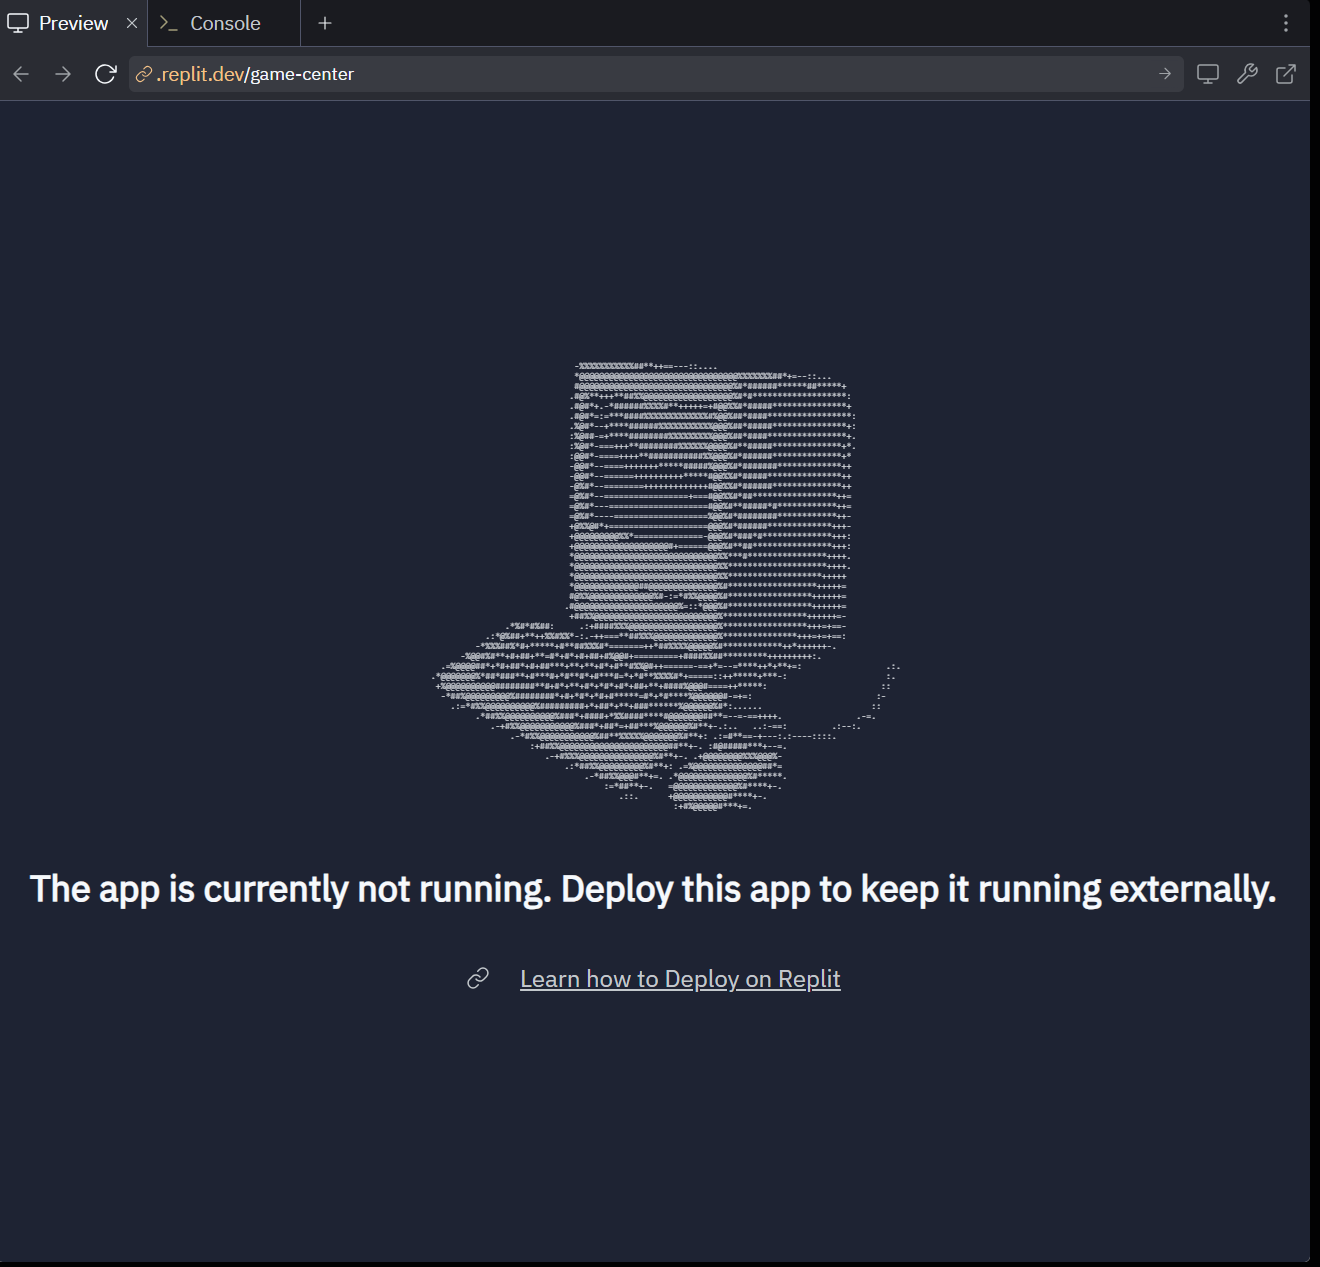 Preview
Console
.replit.dev/game-center
The app is currently not running. Deploy this app to keep it running externally.
Learn how to Deploy on Replit